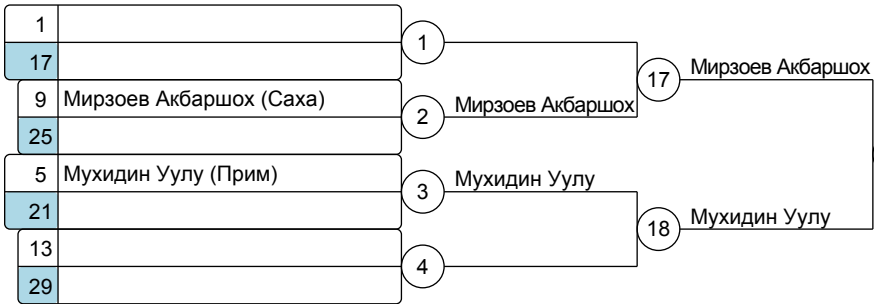 1
17
1
9 Мирзоев Акбаршох (Саха)
25
2 Мирзоев Акбаршох
17 Мирзоев Акбаршох
5 Мухидин Уулу (Прим)
21
3 Мухидин Уулу
13
29
4
18 Мухидин Уулу